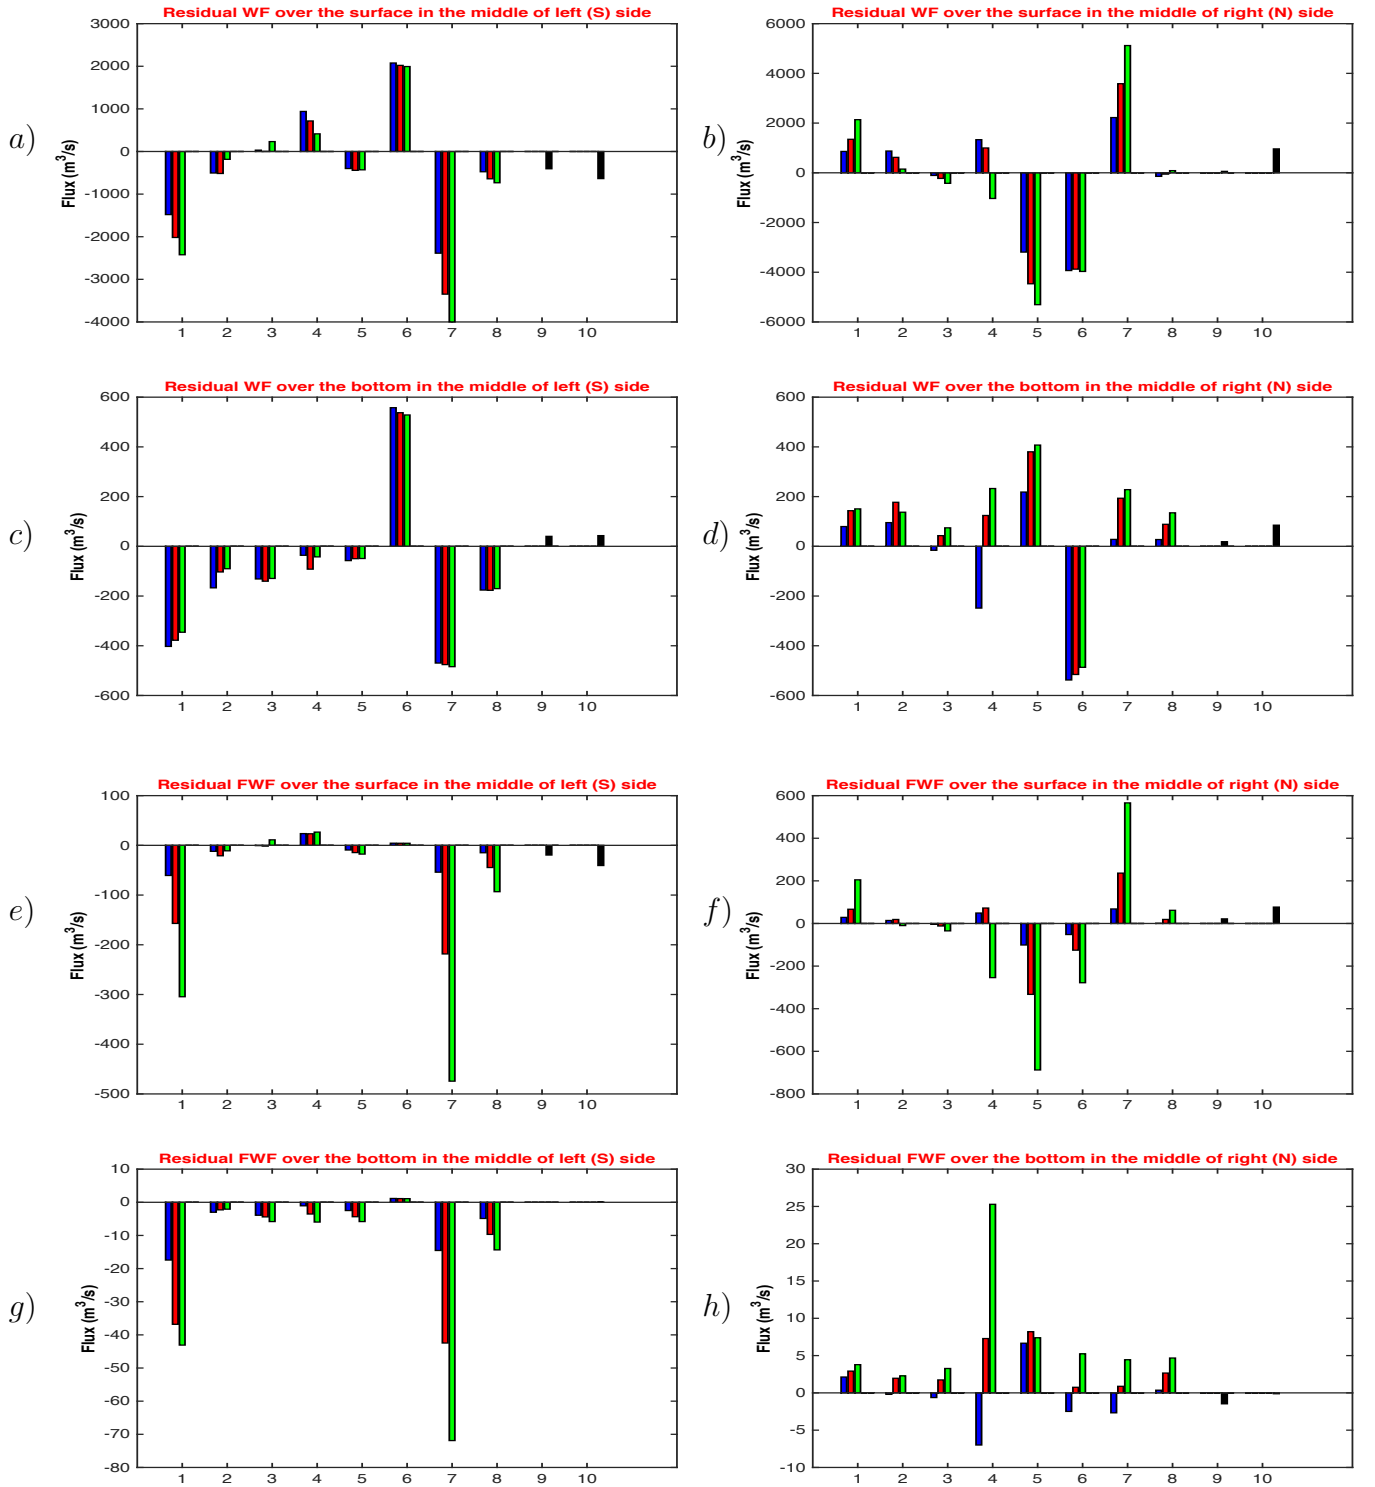 a)
Residual WF over the surface in the middle of left (S) side
Flux (m³/s)
3000
2000
1000
0
-1000
-2000
-3000
-4000
1 2 3 4 5 6 7 8 9 10
b)
Residual WF over the surface in the middle of right (N) side
Flux (m³/s)
6000
4000
2000
0
-2000
-4000
-6000
1 2 3 4 5 6 7 8 9 10
c)
Residual WF over the bottom in the middle of left (S) side
Flux (m³/s)
600
400
200
0
-200
-400
-600
1 2 3 4 5 6 7 8 9 10
d)
Residual WF over the bottom in the middle of right (N) side
Flux (m³/s)
600
400
200
0
-200
-400
-600
1 2 3 4 5 6 7 8 9 10
e)
Residual FWF over the surface in the middle of left (S) side
Flux (m³/s)
100
0
-100
-200
-300
-400
-500
1 2 3 4 5 6 7 8 9 10
f)
Residual FWF over the surface in the middle of right (N) side
Flux (m³/s)
600
400
200
0
-200
-400
-600
-800
1 2 3 4 5 6 7 8 9 10
g)
Residual FWF over the bottom in the middle of left (S) side
Flux (m³/s)
10
0
-10
-20
-30
-40
-50
-60
-70
-80
1 2 3 4 5 6 7 8 9 10
h)
Residual FWF over the bottom in the middle of right (N) side
Flux (m³/s)
30
25
20
15
10
5
0
-5
-10
1 2 3 4 5 6 7 8 9 10